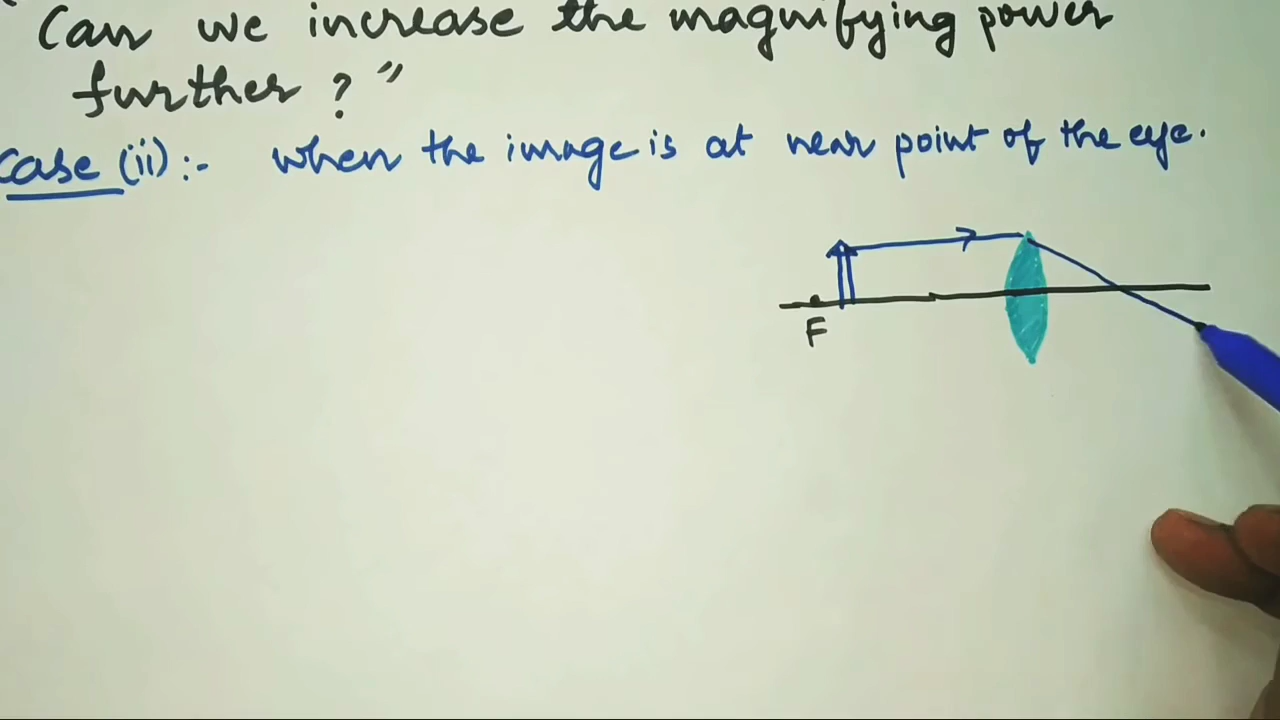 "Can we increase the magnifying power
further ? "
case (ii) :- when the image is at near point of the eye.
F